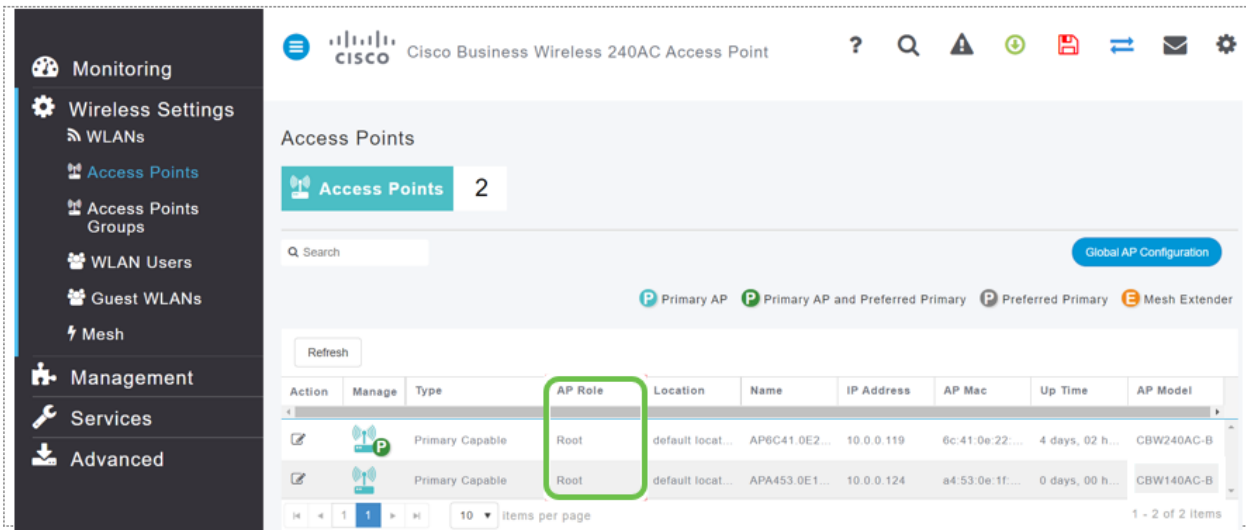 Monitoring
Wireless Settings
WLANs
Access Points
Access Points
Groups
WLAN Users
Guest WLANs
Mesh
Management
Services
Advanced
CISCO Cisco Business Wireless 240AC Access Point ?
Access Points
Access Points 2
Search Global AP Configuration
P Primary AP P Primary AP and Preferred Primary P Preferred Primary E Mesh Extender
Refresh
Action Manage Type AP Role Location Name IP Address AP Mac Up Time AP Model
P Primary Capable Root default locat... AP6C41.0E2... 10.0.0.119 6c:41:0e:22:... 4 days, 02 h... CBW240AC-B
Primary Capable Root default locat... APA453.0E1... 10.0.0.124 a4:53:0e:1f:... 0 days, 00 h... CBW140AC-B
1 1 10 items per page 1 - 2 of 2 items